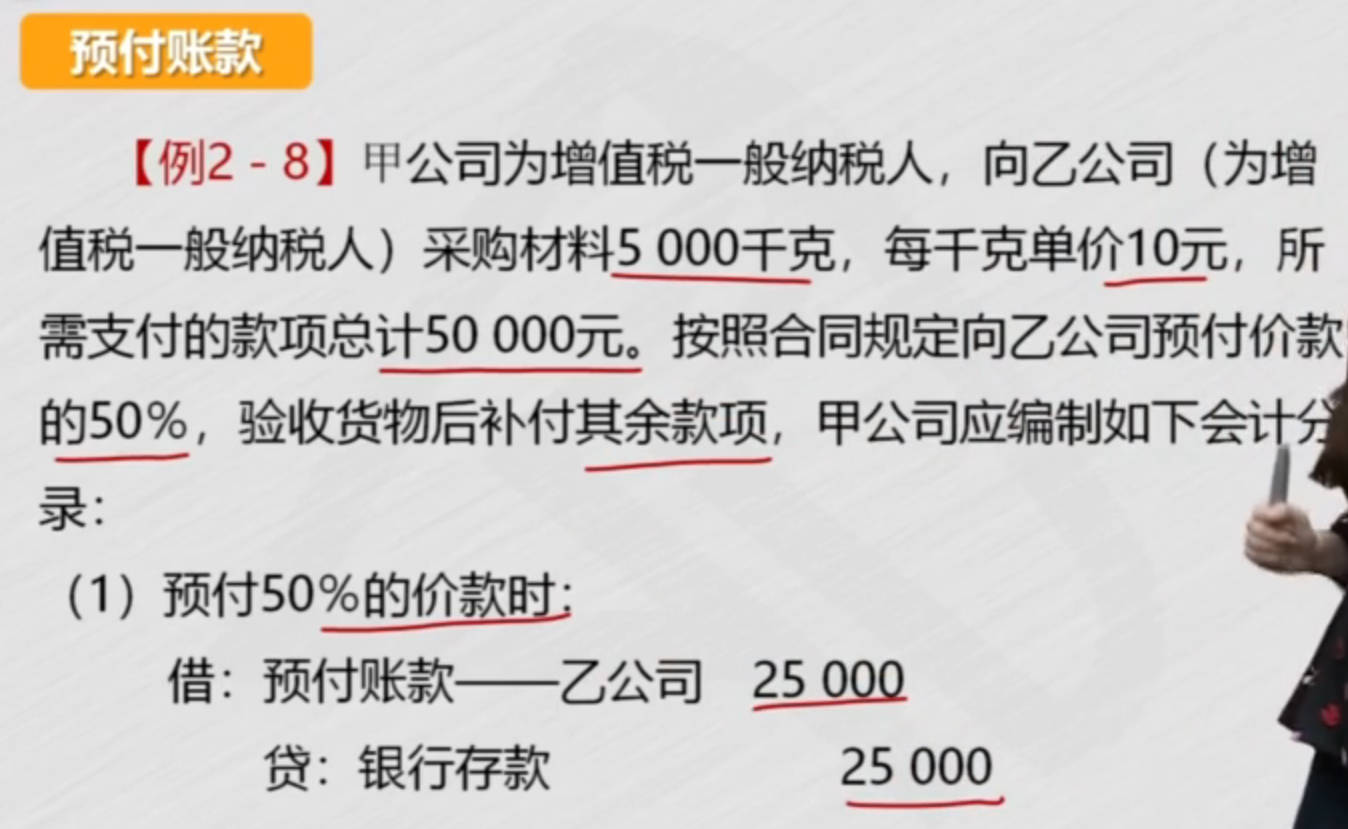 预付账款
【例2－8】甲公司为增值税一般纳税人，向乙公司（为增
值税一般纳税人）采购材料5 000千克，每千克单价10元，所
需支付的款项总计50 000元。按照合同规定向乙公司预付价款
的50%，验收货物后补付其余款项，甲公司应编制如下会计分
录：
（1）预付50%的价款时：
借：预付账款——乙公司 25 000
贷：银行存款 25 000